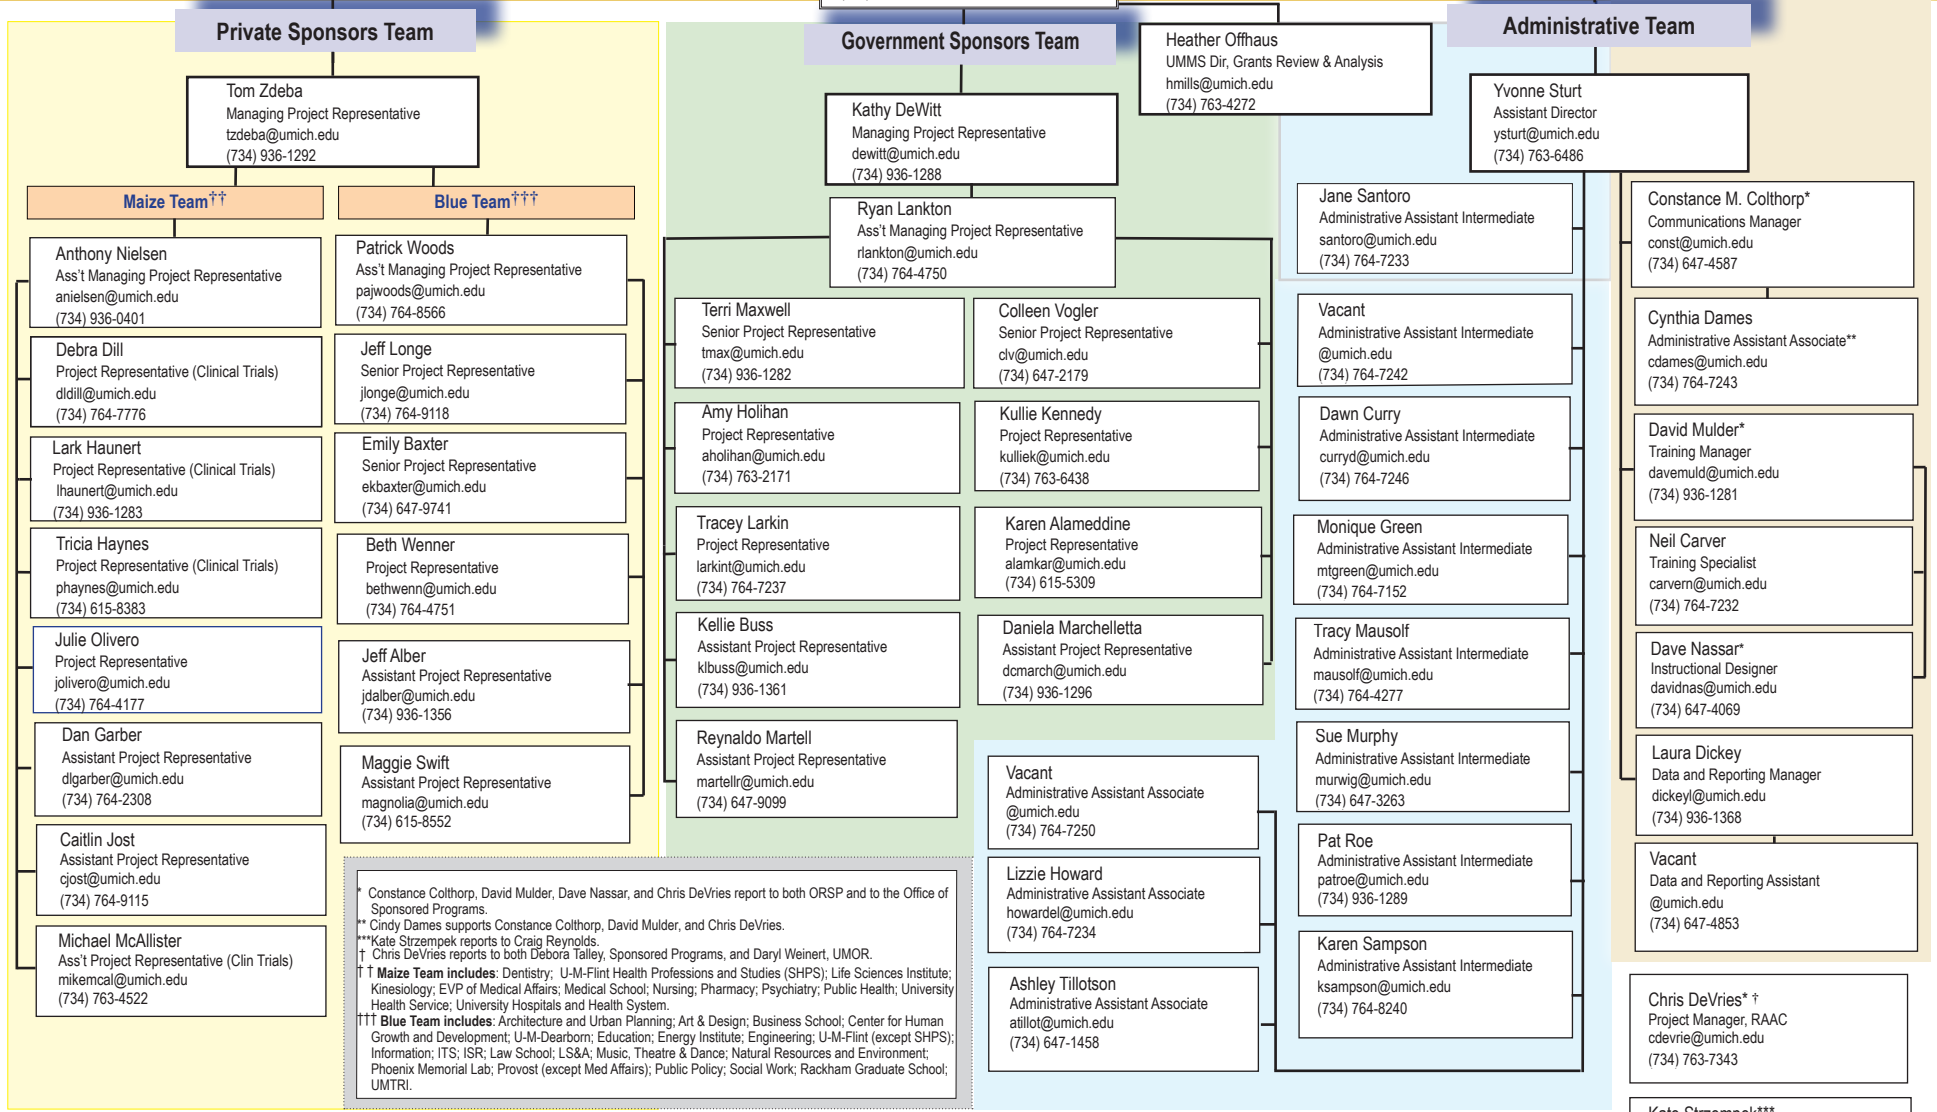 Private Sponsors Team
Tom Zdeba
Managing Project Representative
tzdeba@umich.edu
(734) 936-1292
Maize Team††
Anthony Nielsen
Ass't Managing Project Representative
anielsen@umich.edu
(734) 936-0401
Debra Dill
Project Representative (Clinical Trials)
dldill@umich.edu
(734) 764-7776
Lark Haunert
Project Representative (Clinical Trials)
lhaunert@umich.edu
(734) 936-1283
Tricia Haynes
Project Representative (Clinical Trials)
phaynes@umich.edu
(734) 615-8383
Julie Olivero
Project Representative
jolivero@umich.edu
(734) 764-4177
Dan Garber
Assistant Project Representative
dlgarber@umich.edu
(734) 764-2308
Caitlin Jost
Assistant Project Representative
cjost@umich.edu
(734) 764-9115
Michael McAllister
Ass't Project Representative (Clin Trials)
mikemcal@umich.edu
(734) 763-4522
Blue Team†††
Patrick Woods
Ass't Managing Project Representative
pajwoods@umich.edu
(734) 764-8566
Jeff Longe
Senior Project Representative
jlonge@umich.edu
(734) 764-9118
Emily Baxter
Senior Project Representative
ekbaxter@umich.edu
(734) 647-9741
Beth Wenner
Project Representative
bethwenn@umich.edu
(734) 764-4751
Jeff Alber
Assistant Project Representative
jdalber@umich.edu
(734) 936-1356
Maggie Swift
Assistant Project Representative
magnolia@umich.edu
(734) 615-8552
* Constance Colthorp, David Mulder, Dave Nassar, and Chris DeVries report to both ORSP and to the Office of
Sponsored Programs.
** Cindy Dames supports Constance Colthorp, David Mulder, and Chris DeVries.
***Kate Strzempek reports to Craig Reynolds.
† Chris DeVries reports to both Debora Talley, Sponsored Programs, and Daryl Weinert, UMOR.
† † Maize Team includes: Dentistry; U-M-Flint Health Professions and Studies (SHPS); Life Sciences Institute;
Kinesiology; EVP of Medical Affairs; Medical School; Nursing; Pharmacy; Psychiatry; Public Health; University
Health Service; University Hospitals and Health System.
††† Blue Team includes: Architecture and Urban Planning; Art & Design; Business School; Center for Human
Growth and Development; U-M-Dearborn; Education; Energy Institute; Engineering; U-M-Flint (except SHPS);
Information; ITS; ISR; Law School; LS&A; Music, Theatre & Dance; Natural Resources and Environment;
Phoenix Memorial Lab; Provost (except Med Affairs); Public Policy; Social Work; Rackham Graduate School;
UMTRI.
Government Sponsors Team
Kathy DeWitt
Managing Project Representative
dewitt@umich.edu
(734) 936-1288
Ryan Lankton
Ass't Managing Project Representative
rlankton@umich.edu
(734) 764-4750
Terri Maxwell
Senior Project Representative
tmax@umich.edu
(734) 936-1282
Amy Holihan
Project Representative
aholihan@umich.edu
(734) 763-2171
Tracey Larkin
Project Representative
larkint@umich.edu
(734) 764-7237
Kellie Buss
Assistant Project Representative
klbuss@umich.edu
(734) 936-1361
Reynaldo Martell
Assistant Project Representative
martellr@umich.edu
(734) 647-9099
Colleen Vogler
Senior Project Representative
clv@umich.edu
(734) 647-2179
Kullie Kennedy
Project Representative
kulliek@umich.edu
(734) 763-6438
Karen Alameddine
Project Representative
alamkar@umich.edu
(734) 615-5309
Daniela Marchelletta
Assistant Project Representative
dcmarch@umich.edu
(734) 936-1296
Heather Offhaus
UMMS Dir, Grants Review & Analysis
hmills@umich.edu
(734) 763-4272
Administrative Team
Yvonne Sturt
Assistant Director
ysturt@umich.edu
(734) 763-6486
Jane Santoro
Administrative Assistant Intermediate
santoro@umich.edu
(734) 764-7233
Vacant
Administrative Assistant Intermediate
@umich.edu
(734) 764-7242
Dawn Curry
Administrative Assistant Intermediate
curryd@umich.edu
(734) 764-7246
Monique Green
Administrative Assistant Intermediate
mtgreen@umich.edu
(734) 764-7152
Tracy Mausolf
Administrative Assistant Intermediate
mausolf@umich.edu
(734) 764-4277
Sue Murphy
Administrative Assistant Intermediate
murwig@umich.edu
(734) 647-3263
Pat Roe
Administrative Assistant Intermediate
patroe@umich.edu
(734) 936-1289
Karen Sampson
Administrative Assistant Intermediate
ksampson@umich.edu
(734) 764-8240
Vacant
Administrative Assistant Associate
@umich.edu
(734) 764-7250
Lizzie Howard
Administrative Assistant Associate
howardel@umich.edu
(734) 764-7234
Ashley Tillotson
Administrative Assistant Associate
atillot@umich.edu
(734) 647-1458
Constance M. Colthorp*
Communications Manager
const@umich.edu
(734) 647-4587
Cynthia Dames
Administrative Assistant Associate**
cdames@umich.edu
(734) 764-7243
David Mulder*
Training Manager
davemuld@umich.edu
(734) 936-1281
Neil Carver
Training Specialist
carvern@umich.edu
(734) 764-7232
Dave Nassar*
Instructional Designer
davidnas@umich.edu
(734) 647-4069
Laura Dickey
Data and Reporting Manager
dickeyl@umich.edu
(734) 936-1368
Vacant
Data and Reporting Assistant
@umich.edu
(734) 647-4853
Chris DeVries* †
Project Manager, RAAC
cdevrie@umich.edu
(734) 763-7343
Kate Strzempek***